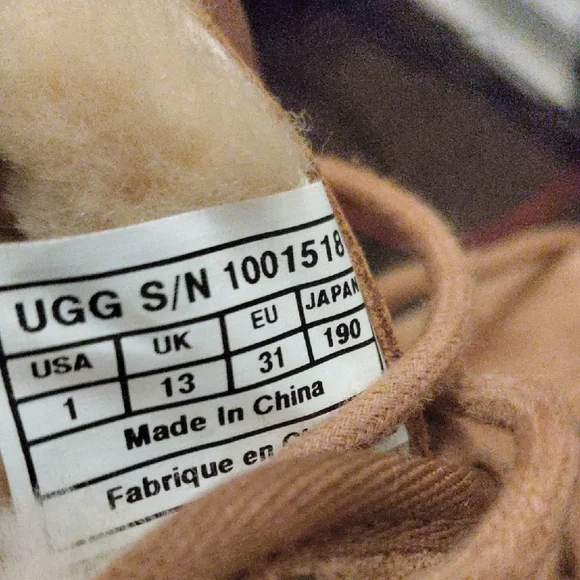 UGG S/N 1001518
USA UK EU JAPAN
1 13 31 190
Made In China
Fabrique en